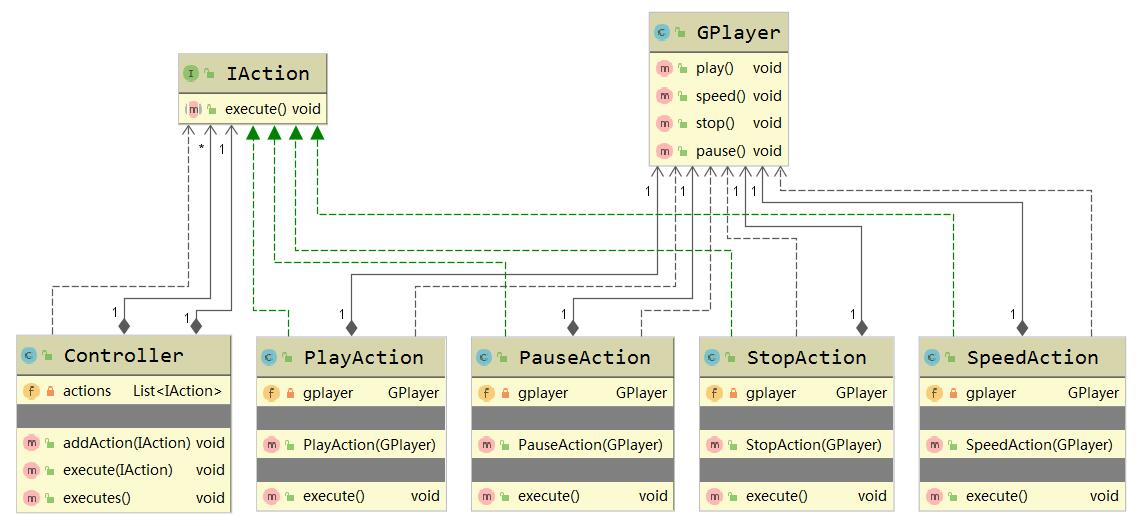 GPlayer
play() void
speed() void
stop() void
pause() void
I IAction
m execute() void
* 1
1 1 1 1
1 1 1 1 1 1
C Controller
f actions List<IAction>
m addAction(IAction) void
m execute(IAction) void
m executes() void
C PlayAction
f gplayer GPlayer
m PlayAction(GPlayer)
m execute() void
C PauseAction
f gplayer GPlayer
m PauseAction(GPlayer)
m execute() void
C StopAction
f gplayer GPlayer
m StopAction(GPlayer)
m execute() void
C SpeedAction
f gplayer GPlayer
m SpeedAction(GPlayer)
m execute() void